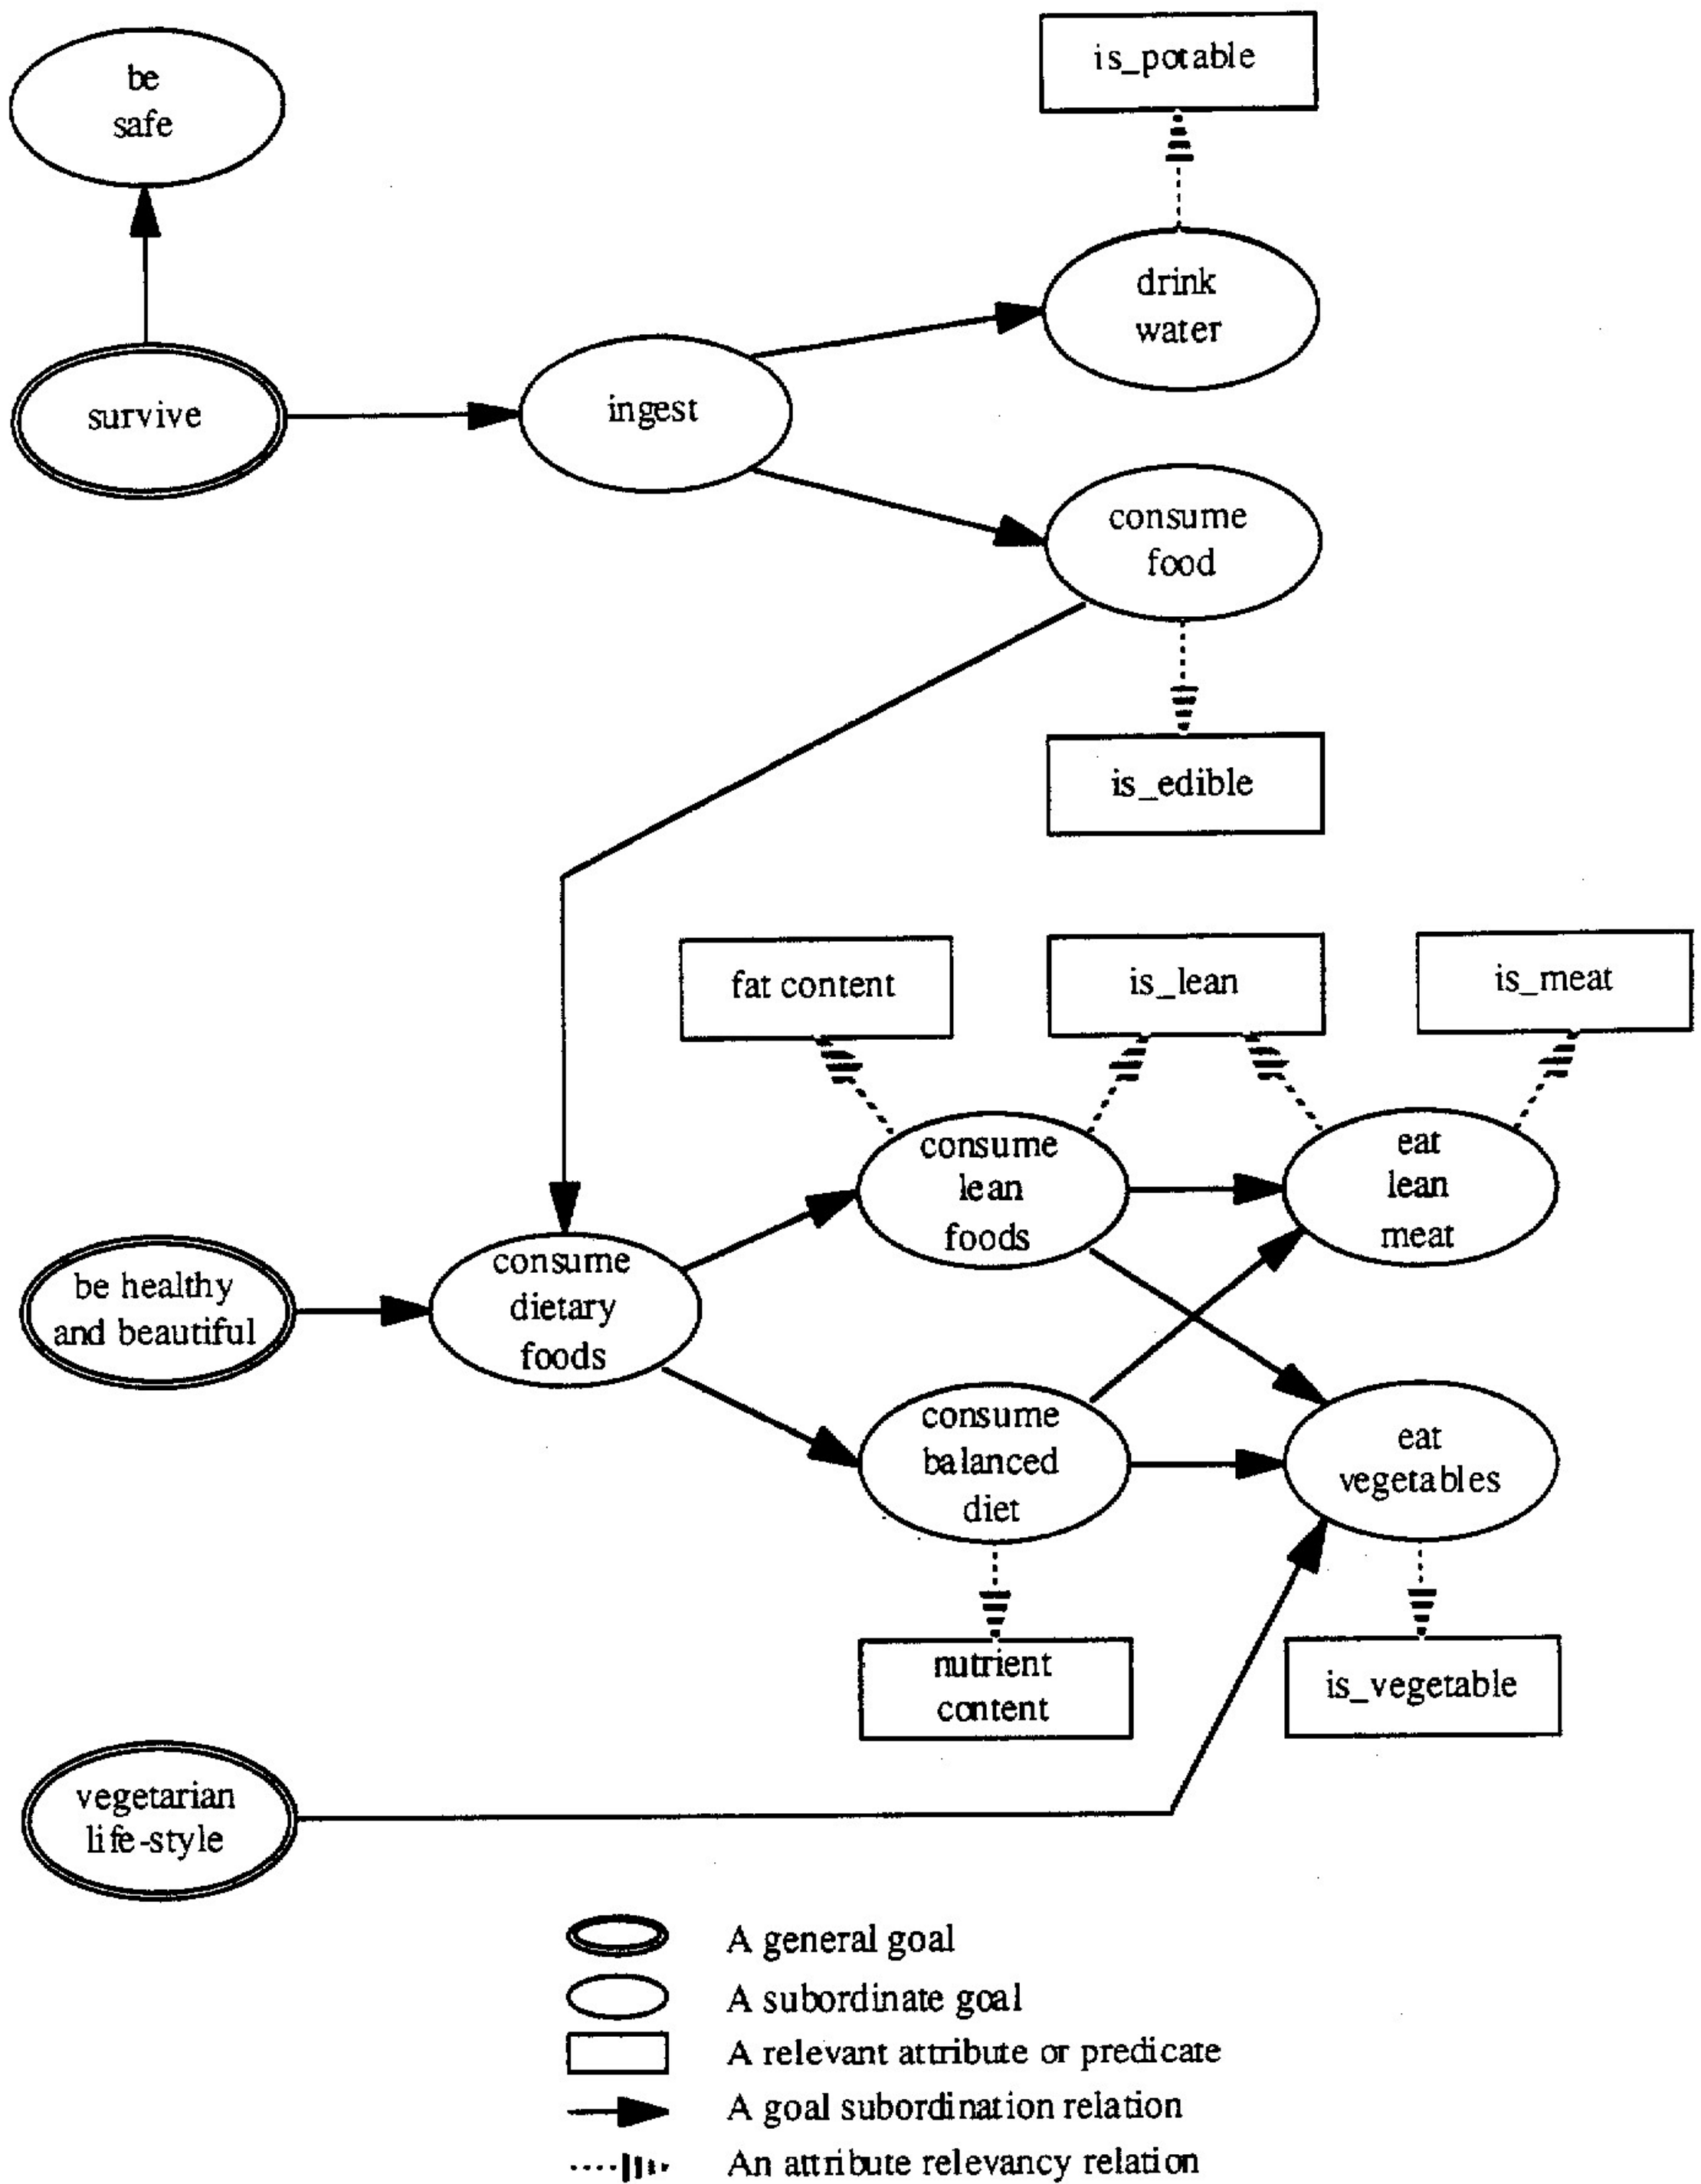 is_potable
be
safe
drink
water
survive
ingest
consume
food
is_edible
fat content
is_lean
is_meat
consume
lean
foods
eat
lean
meat
be healthy
and beautiful
consume
dietary
foods
consume
balanced
diet
eat
vegetables
nutrient
content
is_vegetable
vegetarian
life-style
A general goal
A subordinate goal
A relevant attribute or predicate
A goal subordination relation
An attribute relevancy relation